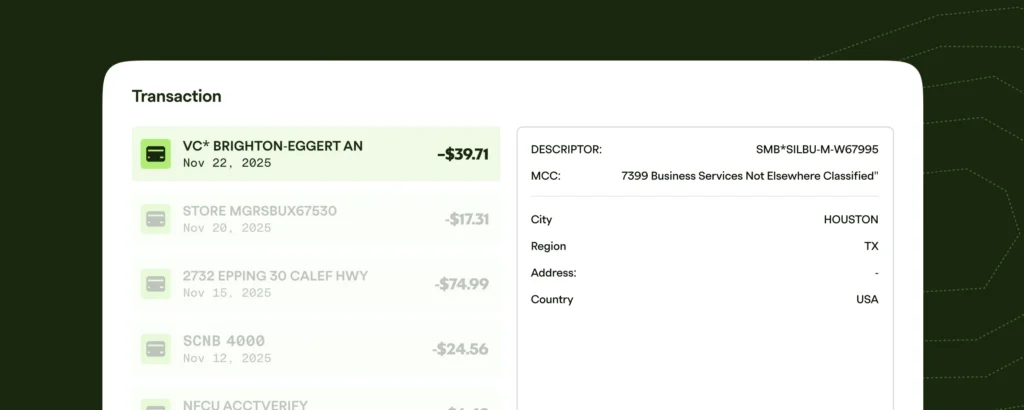 Transaction
VC* BRIGHTON-EGGERT AN
Nov 22, 2025
-$39.71
STORE MGRSBUX67530
Nov 20, 2025
-$17.31
2732 EPPING 30 CALEF HWY
Nov 15, 2025
-$74.99
SCNB 4000
Nov 12, 2025
-$24.56
NFCU ACCTVERIFY
DESCRIPTOR: SMB*SILBU-M-W67995
MCC: 7399 Business Services Not Elsewhere Classified"
City HOUSTON
Region TX
Address: -
Country USA